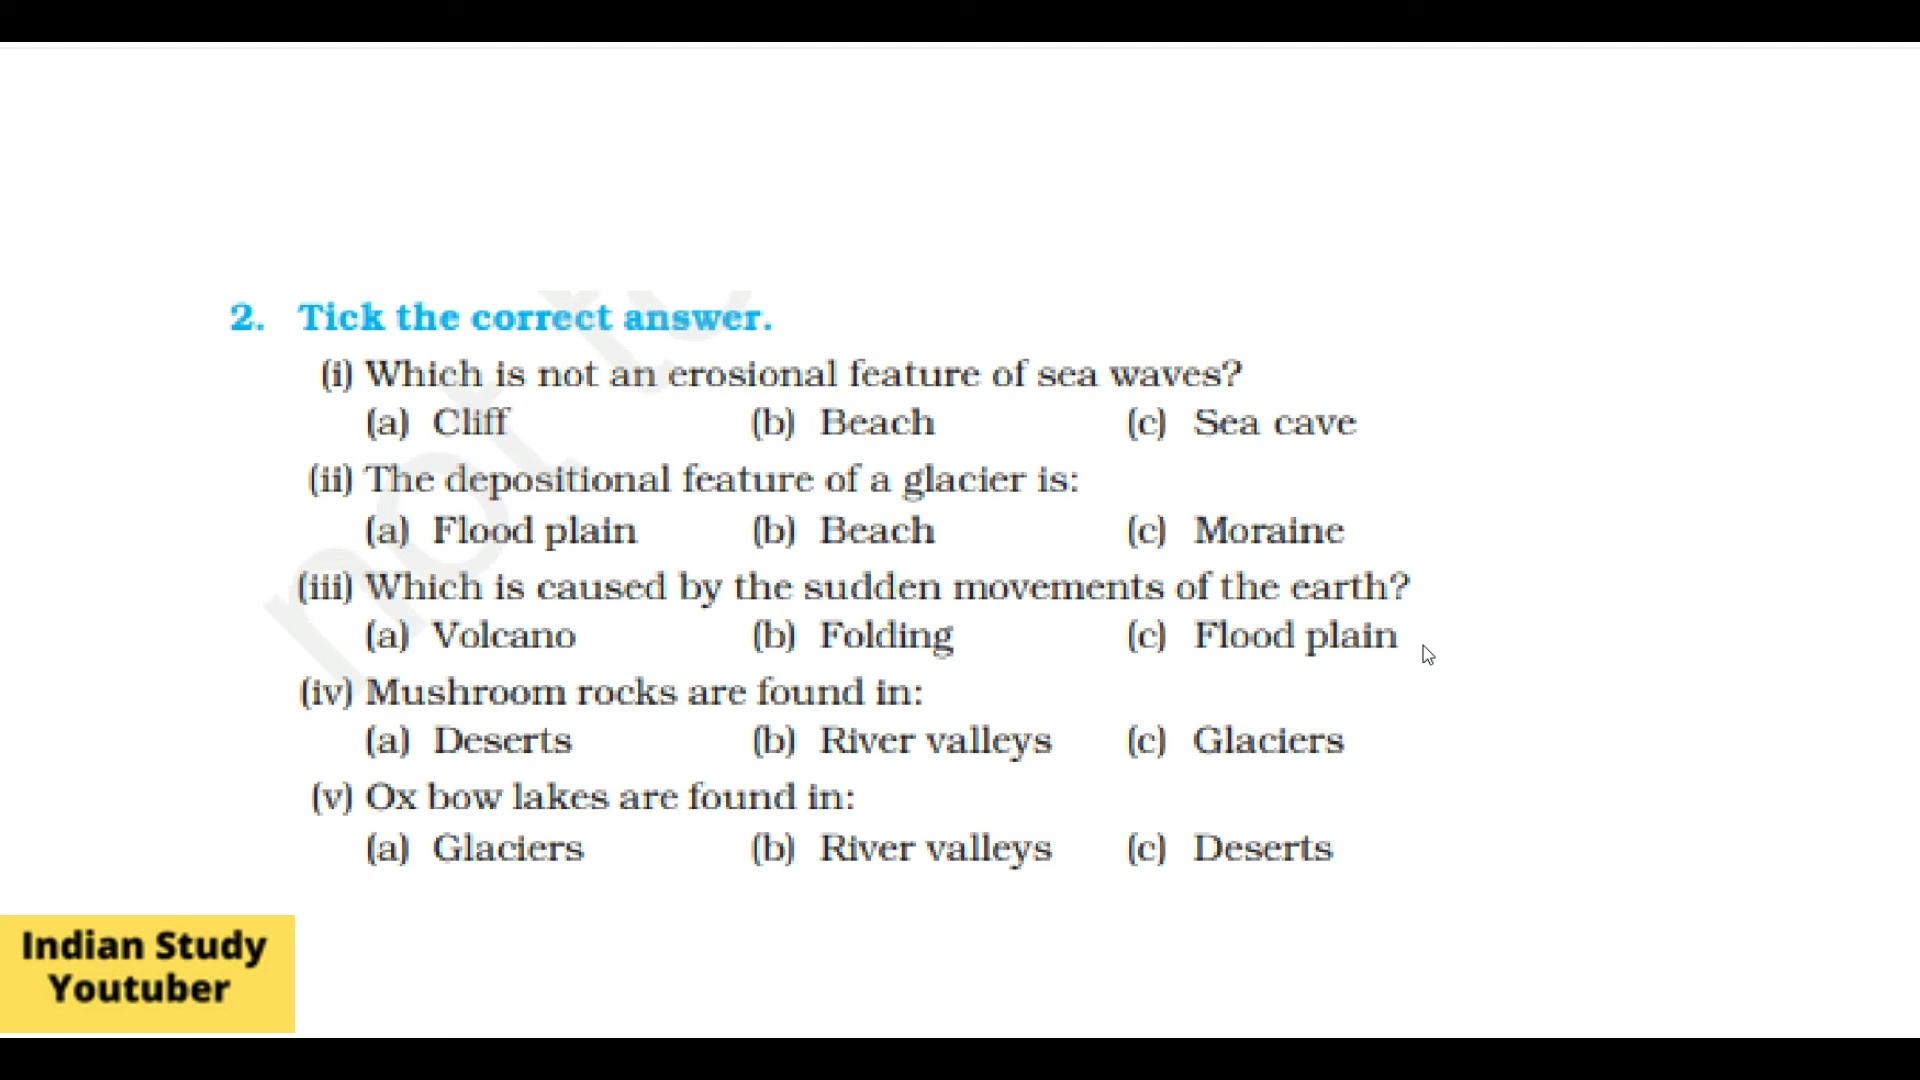 2. Tick the correct answer.
(i) Which is not an erosional feature of sea waves?
(a) Cliff (b) Beach (c) Sea cave
(ii) The depositional feature of a glacier is:
(a) Flood plain (b) Beach (c) Moraine
(iii) Which is caused by the sudden movements of the earth?
(a) Volcano (b) Folding (c) Flood plain
(iv) Mushroom rocks are found in:
(a) Deserts (b) River valleys (c) Glaciers
(v) Ox bow lakes are found in:
(a) Glaciers (b) River valleys (c) Deserts
Indian Study
Youtuber
not